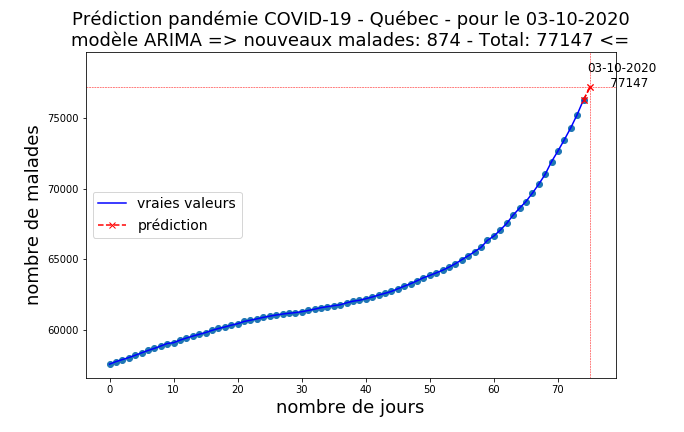 Prédiction pandémie COVID-19 - Québec - pour le 03-10-2020
modèle ARIMA => nouveaux malades: 874 - Total: 77147 <=
03-10-2020
77147
nombre de malades
75000
70000
65000
60000
vraies valeurs
prédiction
0 10 20 30 40 50 60 70
nombre de jours